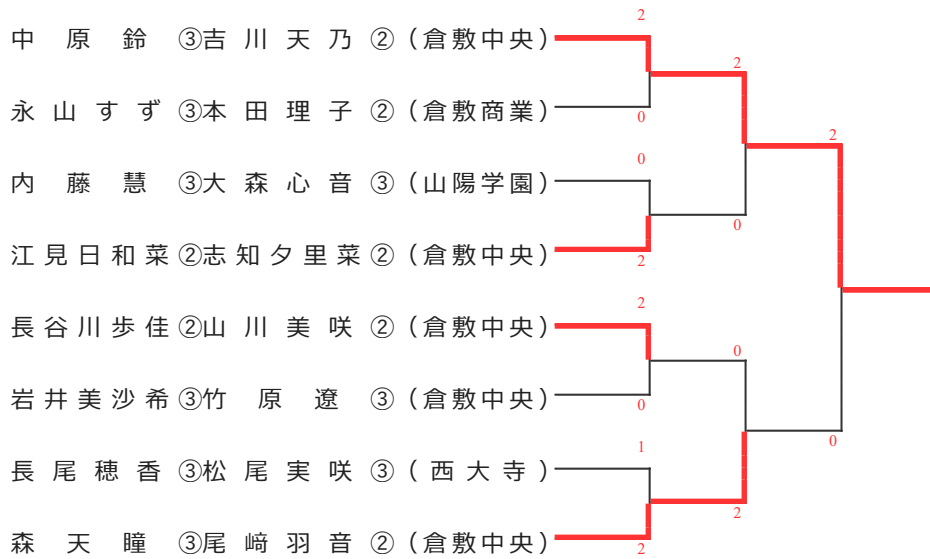 2
中原鈴③吉川天乃②(倉敷中央)
2
永山すず③本田理子②(倉敷商業)
0
2
0
内藤慧③大森心音③(山陽学園)
0
江見日和菜②志知夕里菜②(倉敷中央)
2
2
長谷川歩佳②山川美咲②(倉敷中央)
0
岩井美沙希③竹原遼③(倉敷中央)
0
0
1
長尾穂香③松尾実咲③(西大寺)
2
森天瞳③尾﨑羽音②(倉敷中央)
2